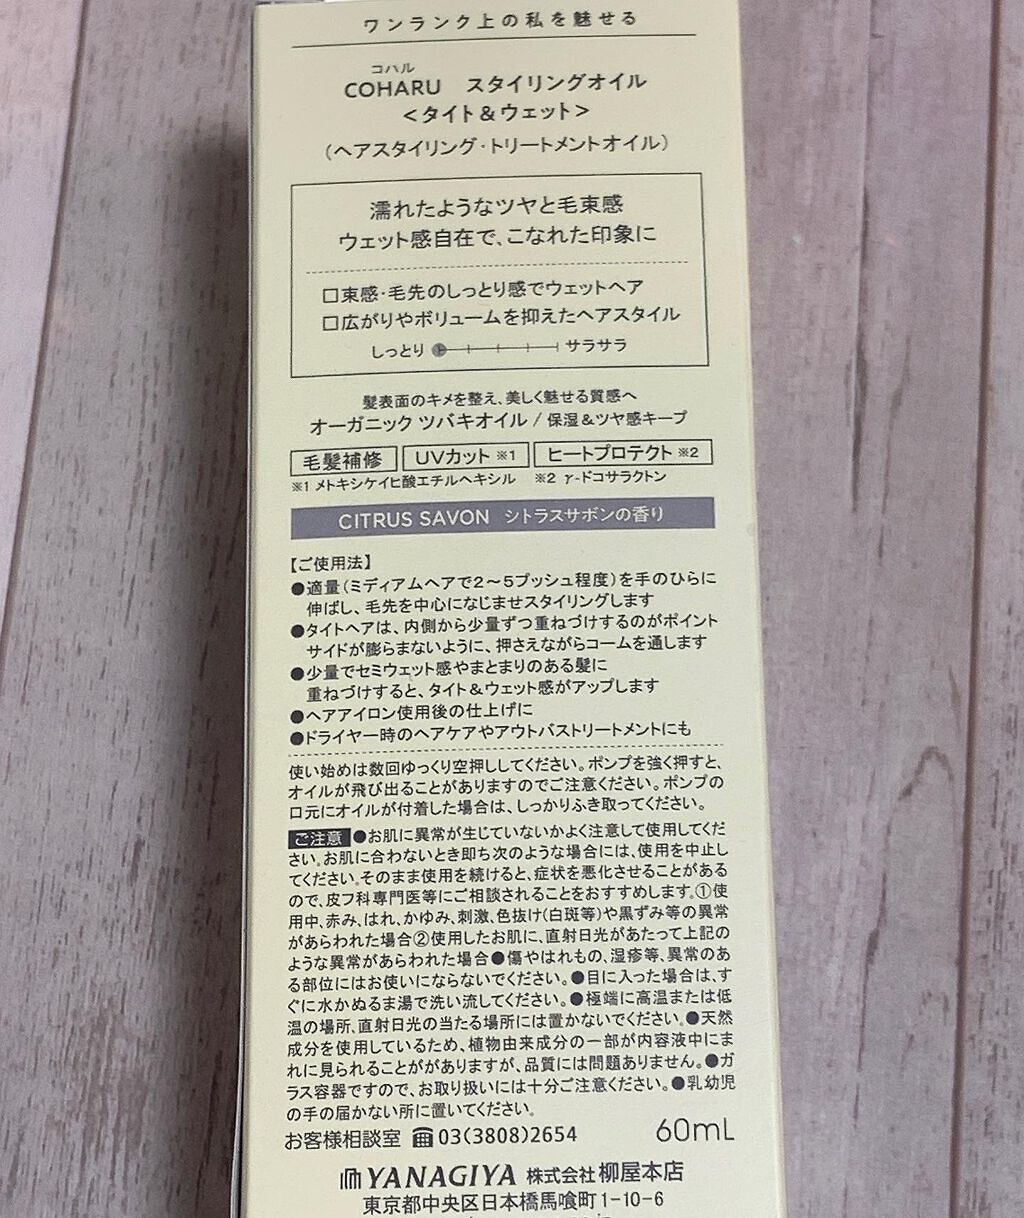 ワンランク上の私を魅せる
コハル
COHARU スタイリングオイル
<タイト&ウェット>
(ヘアスタイリング・トリートメントオイル)
濡れたようなツヤと毛束感
ウェット感自在で、こなれた印象に
□束感・毛先のしっとり感でウェットヘア
□広がりやボリュームを抑えたヘアスタイル
しっとり サラサラ
髪表面のキメを整え、美しく魅せる質感へ
オーガニック ツバキオイル / 保湿&ツヤ感キープ
毛髪補修 UVカット ※1 ヒートプロテクト ※2
※1 メトキシケイヒ酸エチルヘキシル ※2 γ-ドコサラクトン
CITRUS SAVON シトラスサボンの香り
【ご使用法】
●適量(ミディアムヘアで2~5プッシュ程度)を手のひらに
伸ばし、毛先を中心になじませスタイリングします
●タイトヘアは、内側から少量ずつ重ねづけするのがポイント
サイドが膨らまないように、押さえながらコームを通します
●少量でセミウェット感やまとまりのある髪に
重ねづけすると、タイト&ウェット感がアップします
●ヘアアイロン使用後の仕上げに
●ドライヤー時のヘアケアやアウトバストリートメントにも
使い始めは数回ゆっくり空押ししてください。ポンプを強く押すと、
オイルが飛び出ることがありますのでご注意ください。ポンプの
口元にオイルが付着した場合は、しっかりふき取ってください。
ご注意 ●お肌に異常が生じていないかよく注意して使用してくだ
さい。お肌に合わないとき即ち次のような場合には、使用を中止し
てください。そのまま使用を続けると、症状を悪化させることがある
ので、皮フ科専門医等にご相談されることをおすすめします。①使
用中、赤み、はれ、かゆみ、刺激、色抜け(白斑等)や黒ずみ等の異常
があらわれた場合②使用したお肌に、直射日光があたって上記の
ような異常があらわれた場合●傷やはれもの、湿疹等、異常のあ
る部位にはお使いにならないでください。●目に入った場合は、す
ぐに水かぬるま湯で洗い流してください。●極端に高温または低
温の場所、直射日光の当たる場所には置かないでください。●天然
成分を使用しているため、植物由来成分の一部が内容液中にま
れに見られることががありますが、品質には問題ありません。●ガ
ラス容器ですので、お取り扱いには十分ご注意ください。●乳幼児
の手の届かない所に置いてください。
お客様相談室 ☎03(3808)2654 60mL
YANAGIYA 株式会社柳屋本店
東京都中央区日本橋馬喰町1-10-6